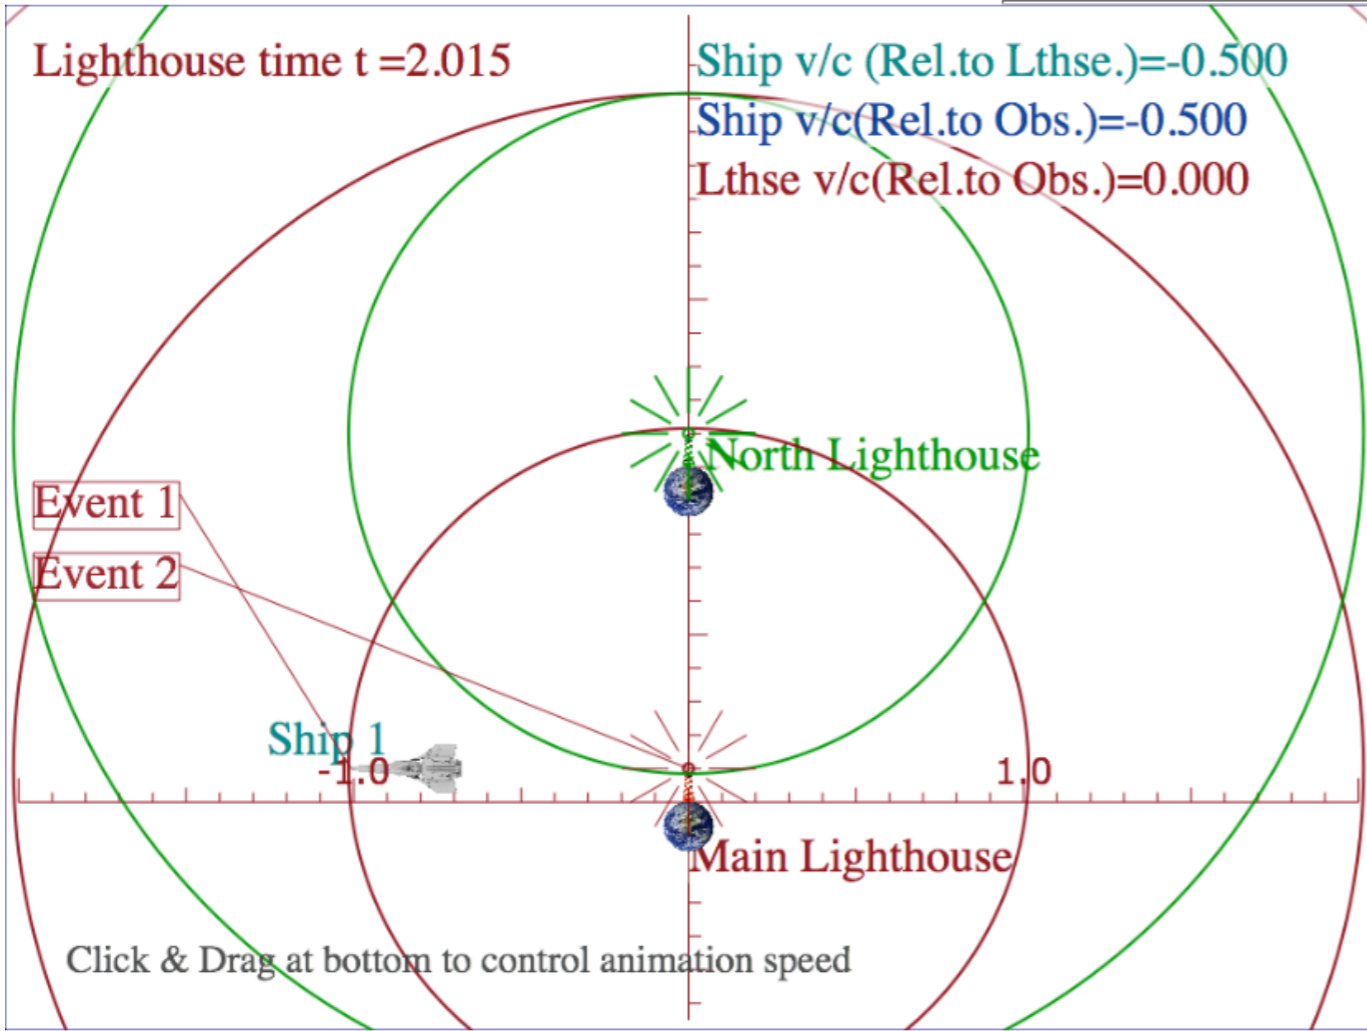 Lighthouse time t =2.015
Ship v/c (Rel.to Lthse.)=-0.500
Ship v/c(Rel.to Obs.)=-0.500
Lthse v/c(Rel.to Obs.)=0.000
North Lighthouse
Event 1
Event 2
Ship 1
-1.0
1.0
Main Lighthouse
Click & Drag at bottom to control animation speed